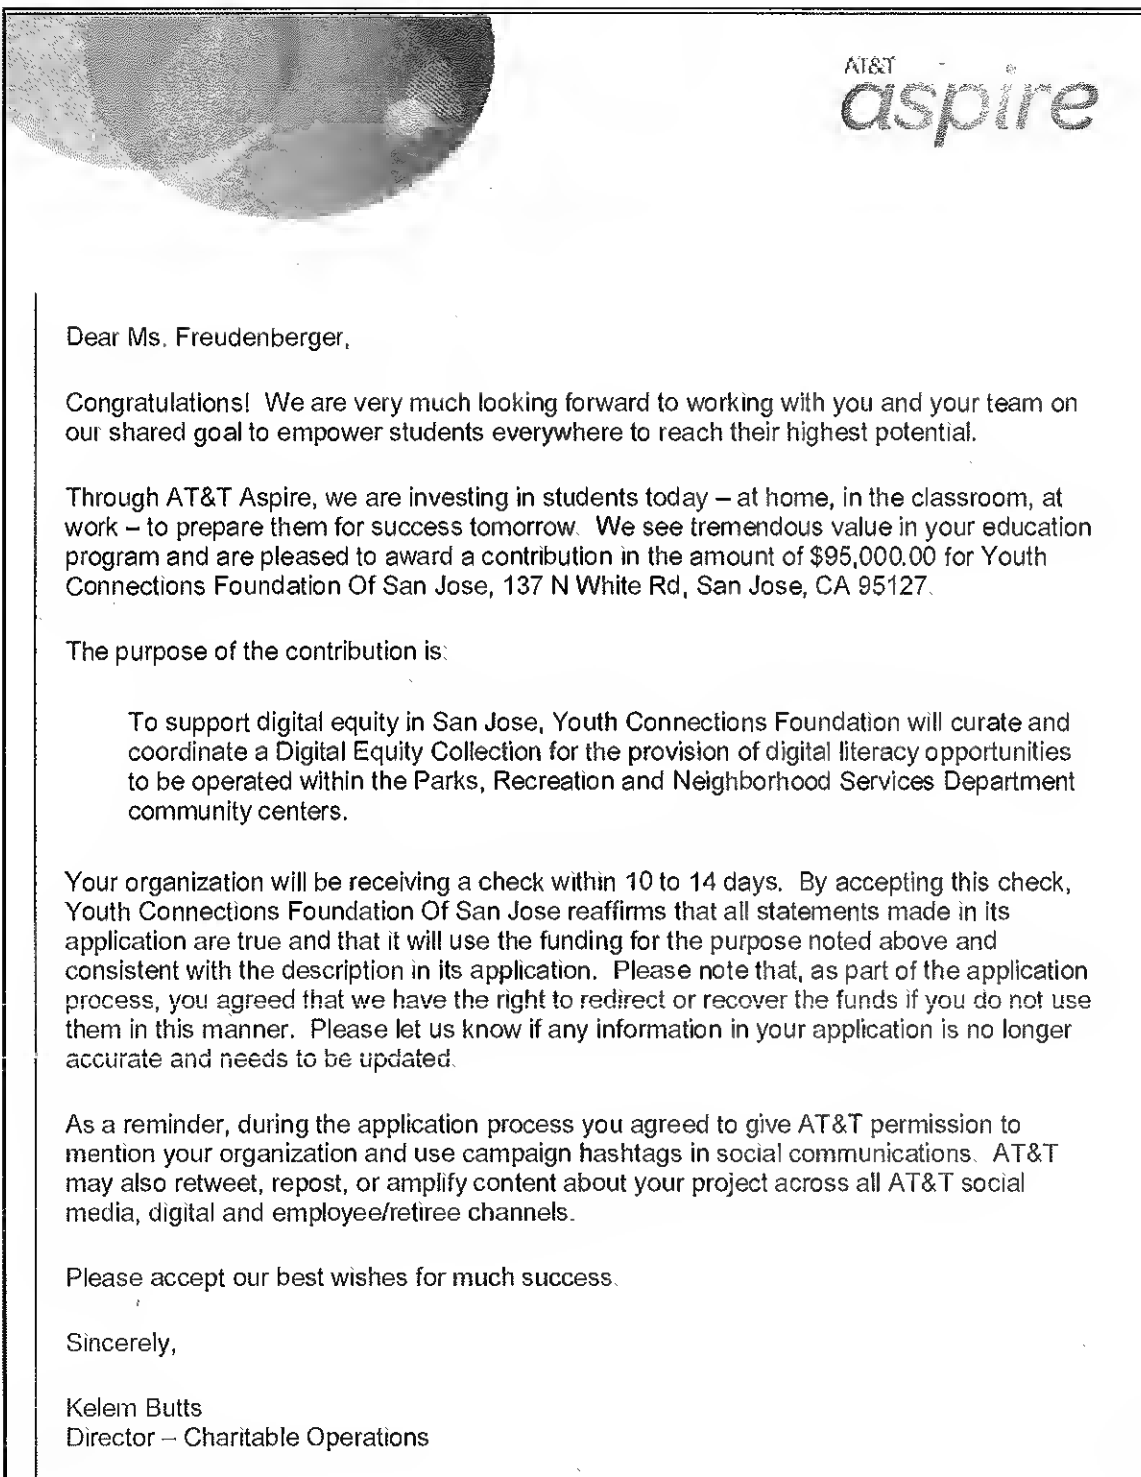 AT&T
aspire
Dear Ms. Freudenberger,
Congratulations! We are very much looking forward to working with you and your team on
our shared goal to empower students everywhere to reach their highest potential.
Through AT&T Aspire, we are investing in students today – at home, in the classroom, at
work – to prepare them for success tomorrow. We see tremendous value in your education
program and are pleased to award a contribution in the amount of $95,000.00 for Youth
Connections Foundation Of San Jose, 137 N White Rd, San Jose, CA 95127.
The purpose of the contribution is:
To support digital equity in San Jose, Youth Connections Foundation will curate and
coordinate a Digital Equity Collection for the provision of digital literacy opportunities
to be operated within the Parks, Recreation and Neighborhood Services Department
community centers.
Your organization will be receiving a check within 10 to 14 days. By accepting this check,
Youth Connections Foundation Of San Jose reaffirms that all statements made in its
application are true and that it will use the funding for the purpose noted above and
consistent with the description in its application. Please note that, as part of the application
process, you agreed that we have the right to redirect or recover the funds if you do not use
them in this manner. Please let us know if any information in your application is no longer
accurate and needs to be updated.
As a reminder, during the application process you agreed to give AT&T permission to
mention your organization and use campaign hashtags in social communications. AT&T
may also retweet, repost, or amplify content about your project across all AT&T social
media, digital and employee/retiree channels.
Please accept our best wishes for much success.
Sincerely,
Kelem Butts
Director – Charitable Operations